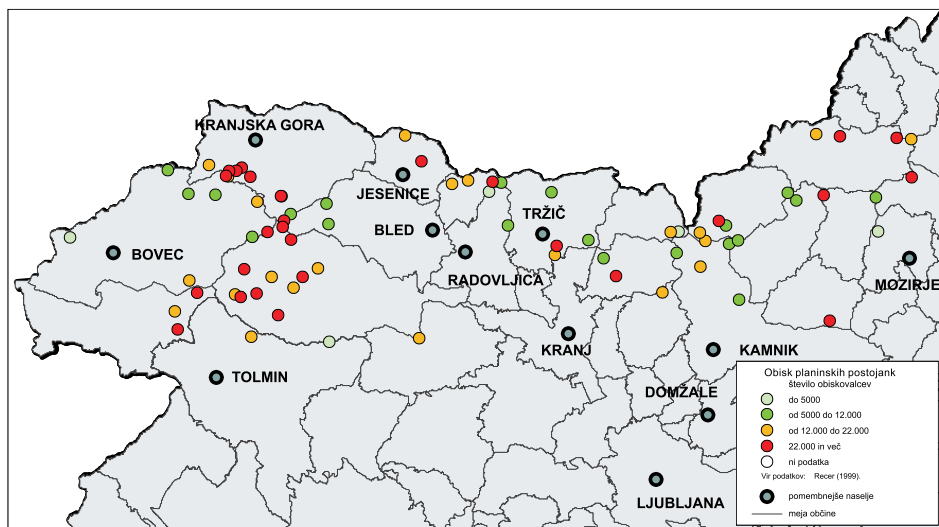 KRANJSKA GORA
JESENICE
TRŽIČ
BLED
BOVEC
RADOVLJICA
MOZIRJE
KRANJ
KAMNIK
TOLMIN
DOMŽALE
LJUBLJANA
Obisk planinskih postojank
število obiskovalcev
do 5000
od 5000 do 12.000
od 12.000 do 22.000
22.000 in več
ni podatka
Vir podatkov: Recer (1999).
pomembnejše naselje
meja občine